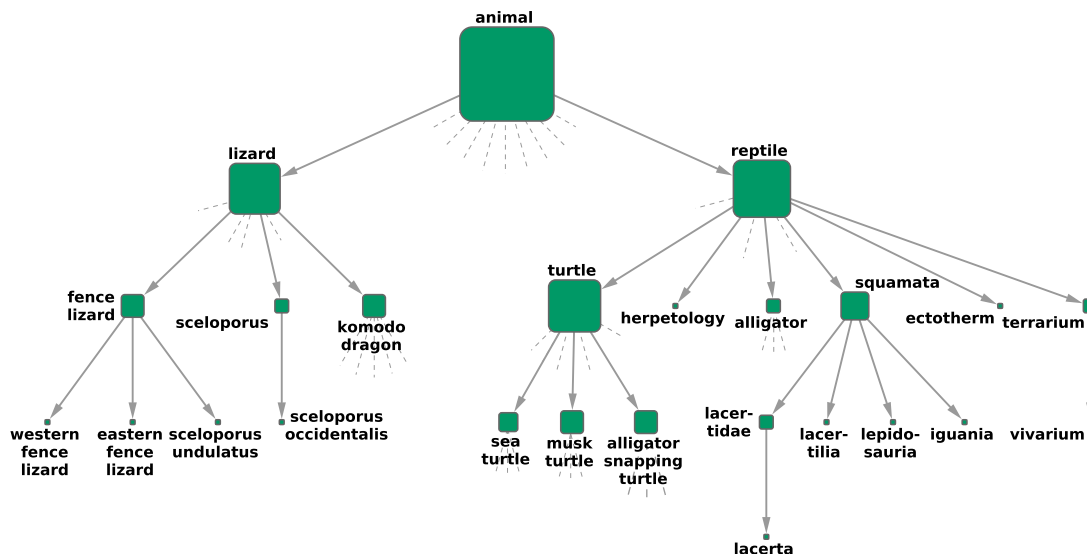 animal
lizard
reptile
fence
lizard
sceloporus
komodo
dragon
turtle
herpetology
alligator
squamata
ectotherm
terrarium
western
fence
lizard
eastern
fence
lizard
sceloporus
undulatus
sceloporus
occidentalis
sea
turtle
musk
turtle
alligator
snapping
turtle
lacer-
tidae
lacer-
tilia
lepido-
sauria
iguania
vivarium
lacerta